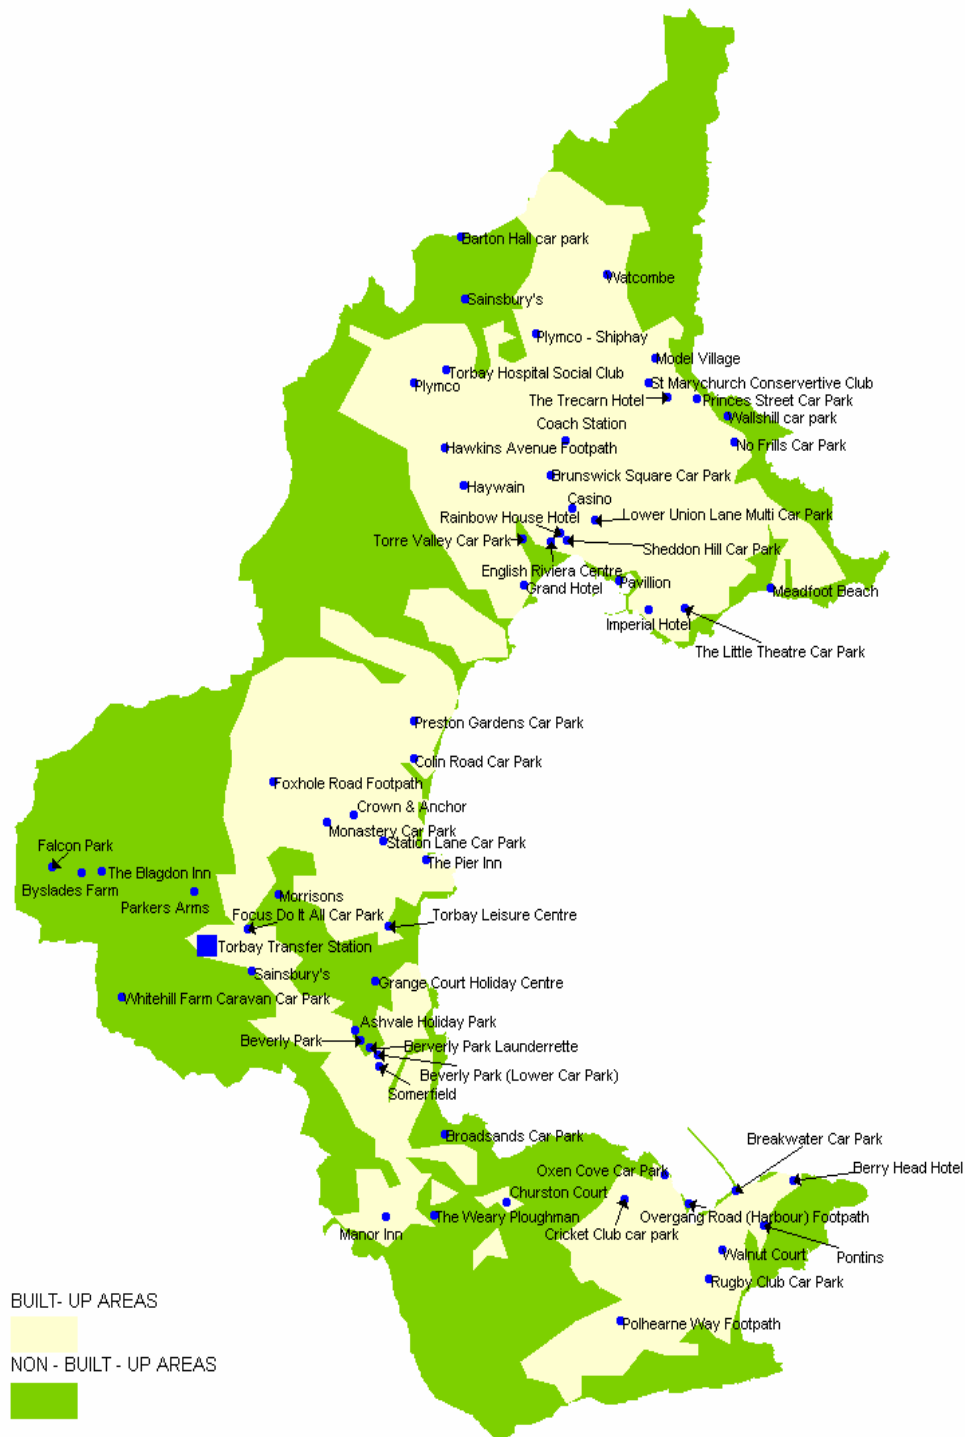 Barton Hall car park
Watcombe
Sainsbury's
Plymco - Shiphay
Model Village
Torbay Hospital Social Club
Plymco
St Marychurch Conservertive Club
The Trecarn Hotel
Princes Street Car Park
Wallshill car park
Coach Station
Hawkins Avenue Footpath
No Frills Car Park
Brunswick Square Car Park
Haywain
Casino
Rainbow House Hotel
Lower Union Lane Multi Car Park
Torre Valley Car Park
Sheddon Hill Car Park
English Riviera Centre
Grand Hotel
Pavillion
Meadfoot Beach
Imperial Hotel
The Little Theatre Car Park
Preston Gardens Car Park
Colin Road Car Park
Foxhole Road Footpath
Crown & Anchor
Monastery Car Park
Station Lane Car Park
Falcon Park
The Pier Inn
The Blagdon Inn
Byslades Farm
Parkers Arms
Morrisons
Focus Do It All Car Park
Torbay Leisure Centre
Torbay Transfer Station
Sainsbury's
Grange Court Holiday Centre
Whitehill Farm Caravan Car Park
Ashvale Holiday Park
Beverly Park
Berverly Park Launderrette
Beverly Park (Lower Car Park)
Somerfield
Broadsands Car Park
Breakwater Car Park
Oxen Cove Car Park
Berry Head Hotel
Churston Court
The Weary Ploughman
Overgang Road (Harbour) Footpath
Manor Inn
Cricket Club car park
Walnut Court
Pontins
Rugby Club Car Park
BUILT- UP AREAS
Polhearne Way Footpath
NON - BUILT - UP AREAS